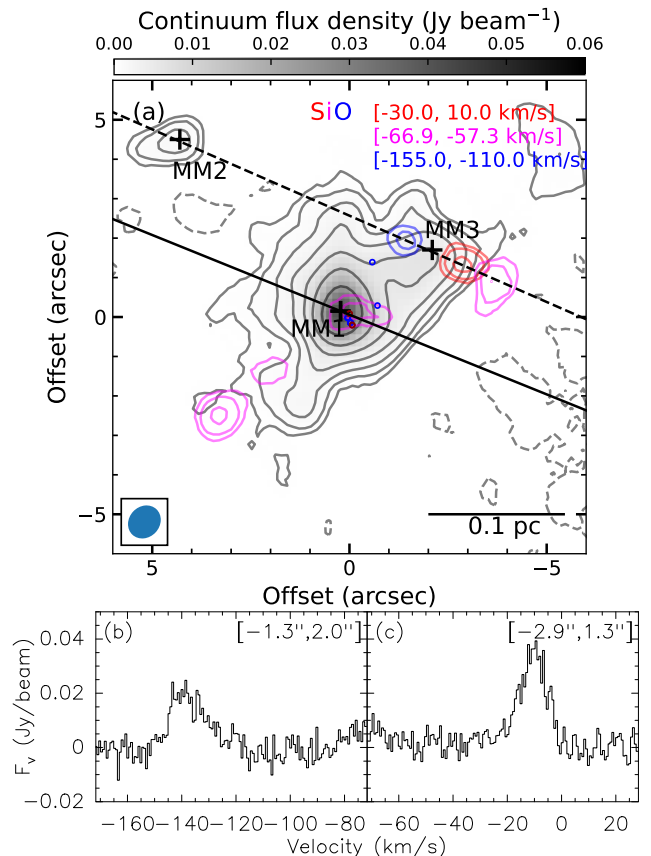 Continuum flux density (Jy beam⁻¹)
0.00 0.01 0.02 0.03 0.04 0.05 0.06
(a) SiO [-30.0, 10.0 km/s]
[-66.9, -57.3 km/s]
[-155.0, -110.0 km/s]
MM2
MM3
MM1
5
0
−5
Offset (arcsec)
0.1 pc
5 0 −5
Offset (arcsec)
(b) [−1.3",2.0"] (c) [−2.9",1.3"]
0.04
0.02
0
−0.02
Fᵥ (Jy/beam)
−160 −140 −120 −100 −80 −60 −40 −20 0 20
Velocity (km/s)